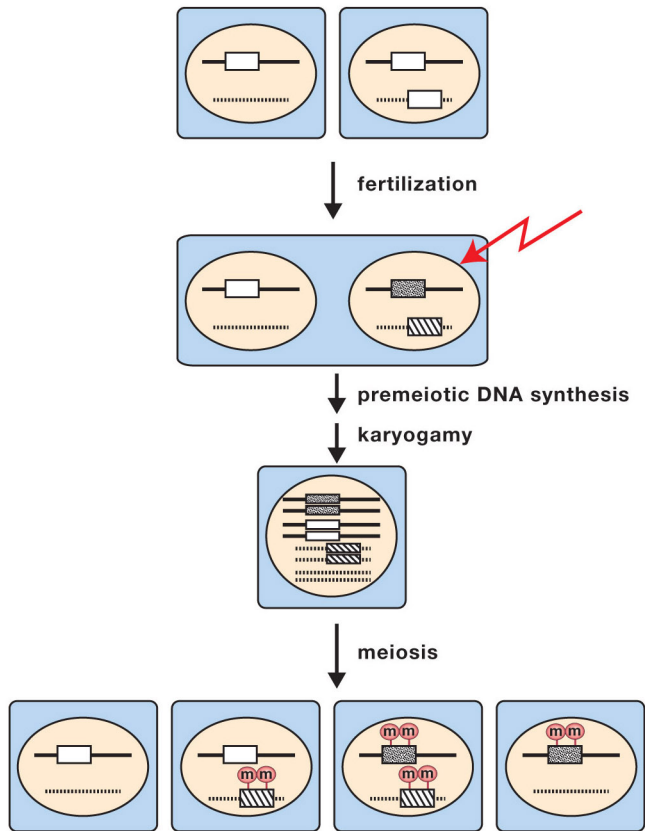 fertilization
premeiotic DNA synthesis
karyogamy
meiosis
m m
m m
m m
m m